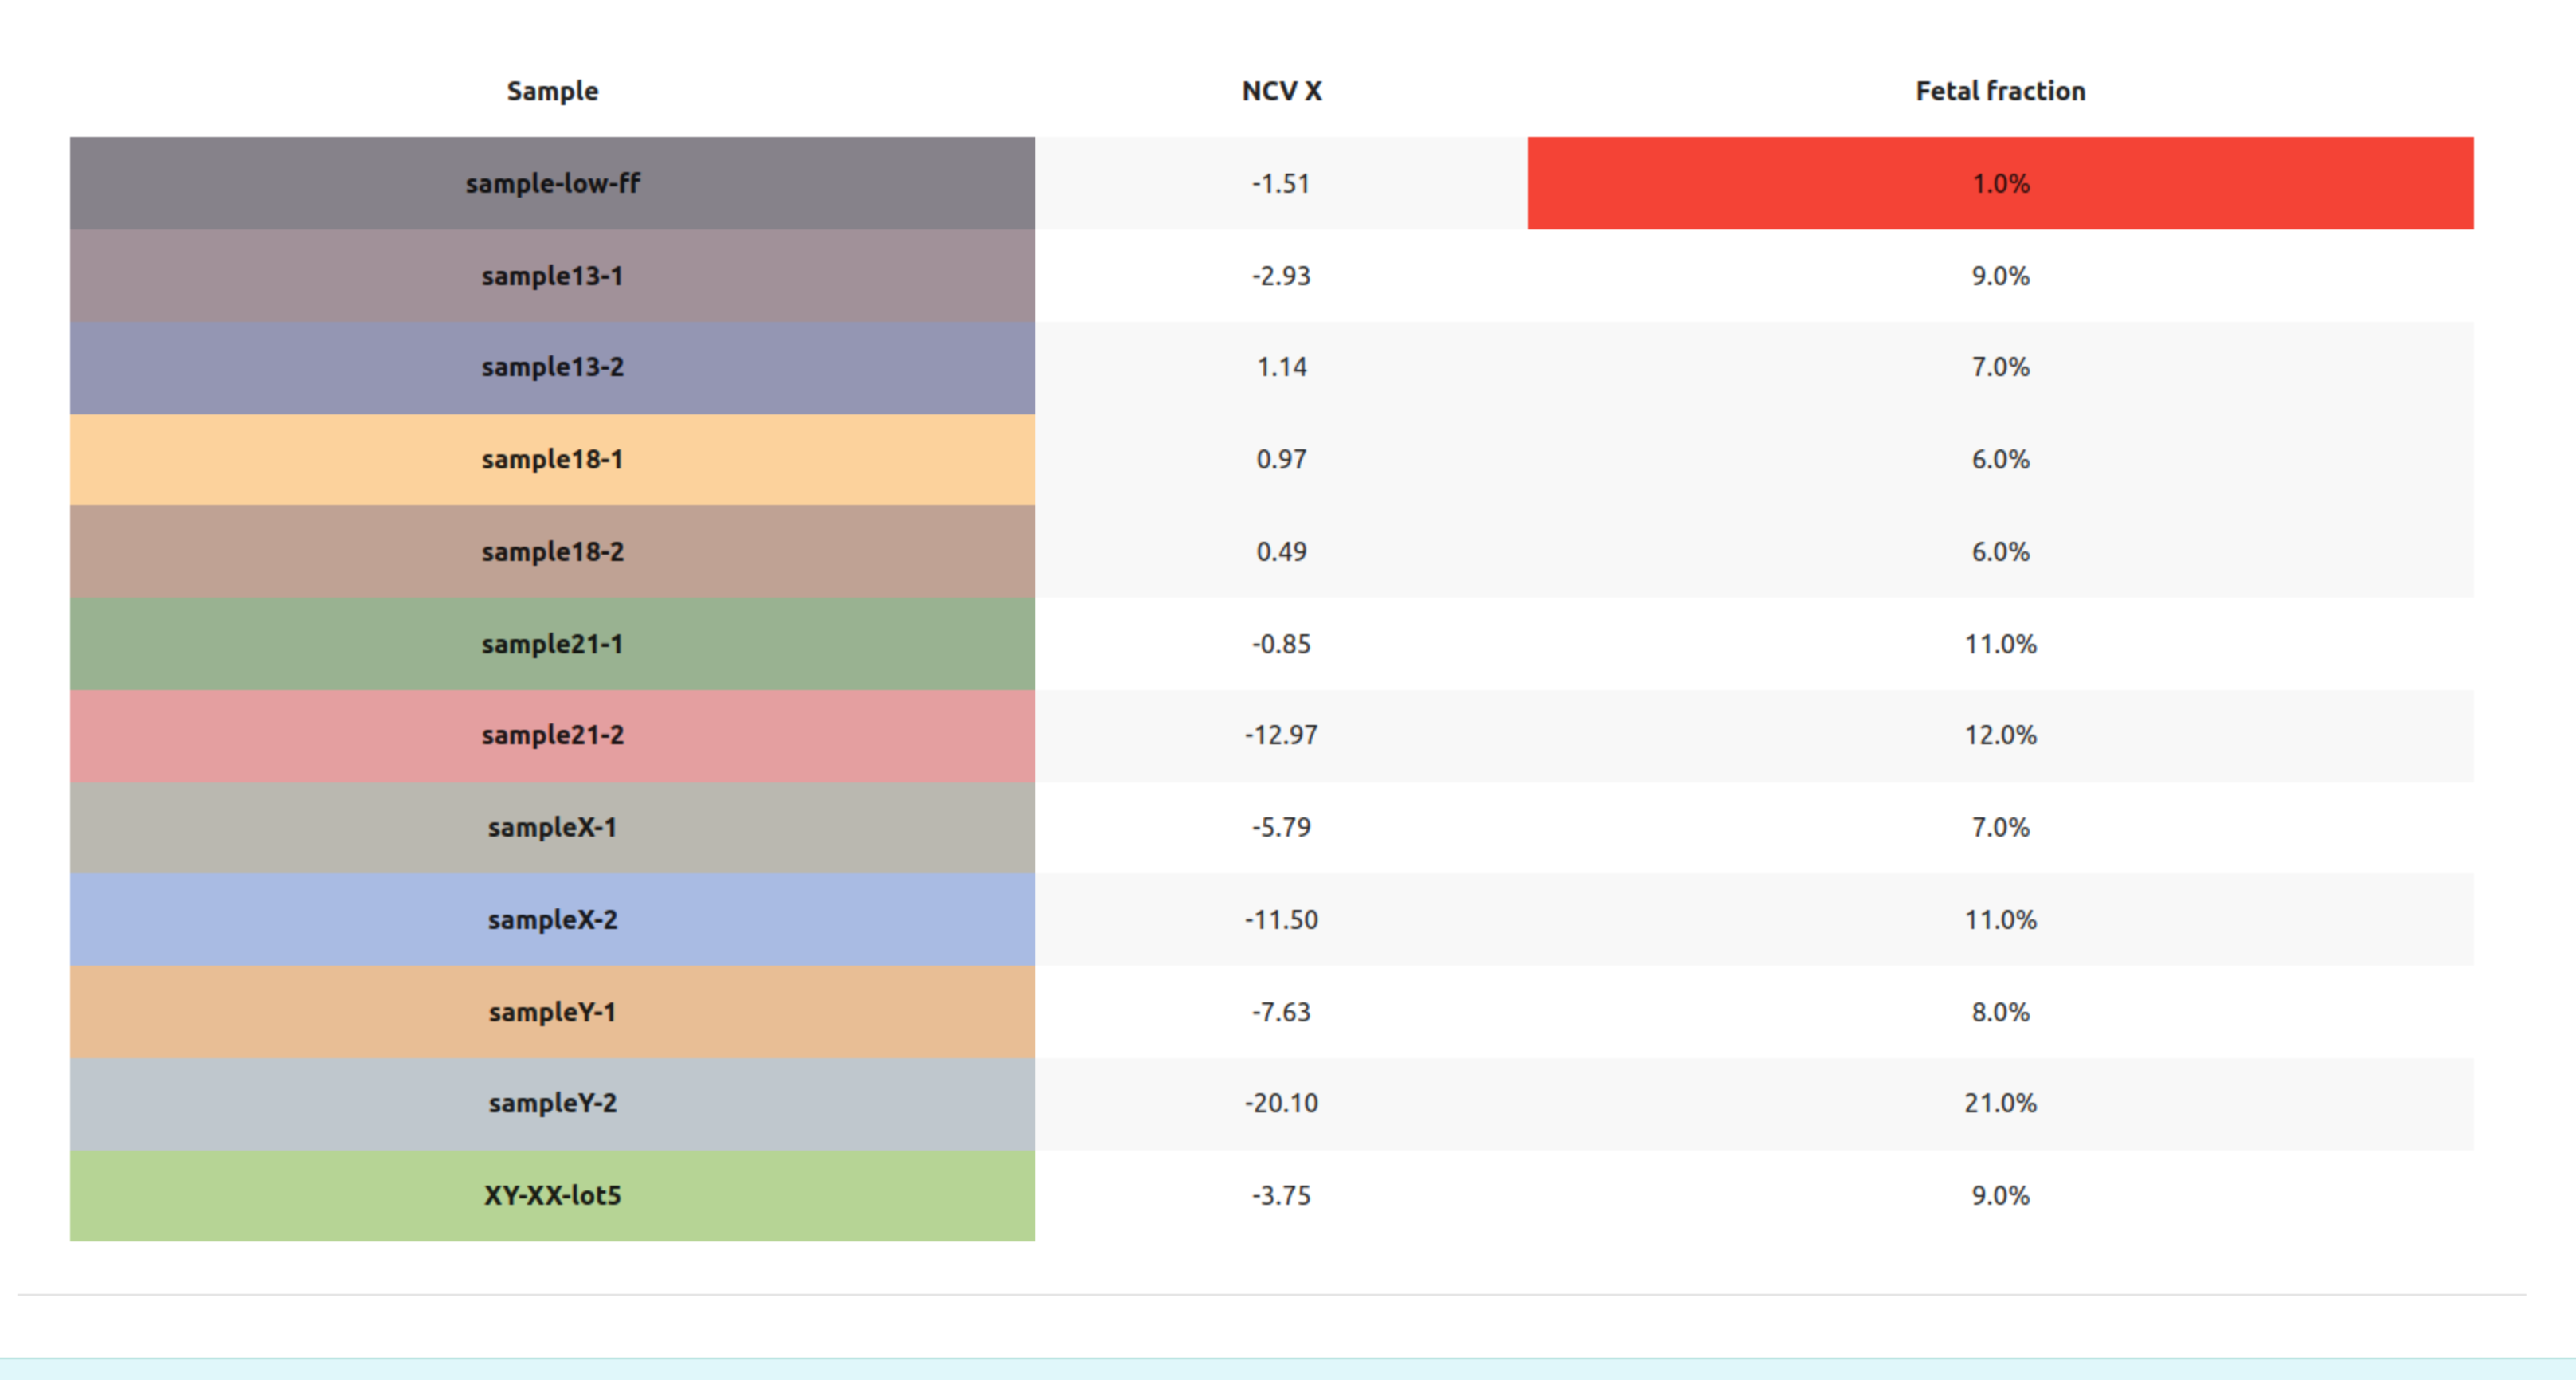 Sample NCV X Fetal fraction
sample-low-ff -1.51 1.0%
sample13-1 -2.93 9.0%
sample13-2 1.14 7.0%
sample18-1 0.97 6.0%
sample18-2 0.49 6.0%
sample21-1 -0.85 11.0%
sample21-2 -12.97 12.0%
sampleX-1 -5.79 7.0%
sampleX-2 -11.50 11.0%
sampleY-1 -7.63 8.0%
sampleY-2 -20.10 21.0%
XY-XX-lot5 -3.75 9.0%